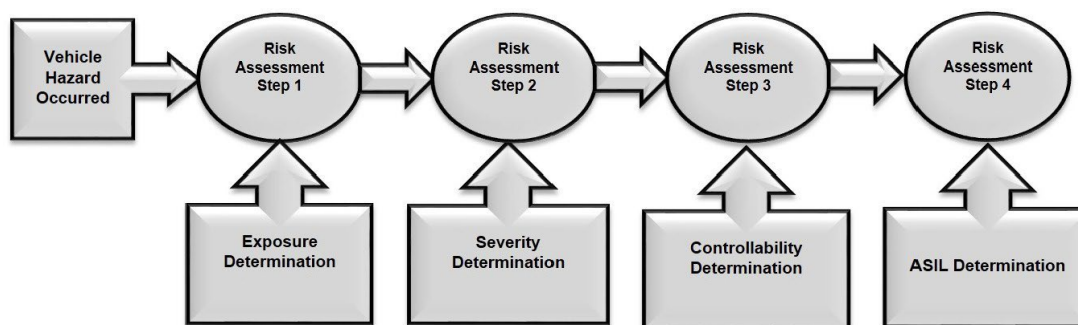 Vehicle
Hazard
Occurred
Risk
Assessment
Step 1
Risk
Assessment
Step 2
Risk
Assessment
Step 3
Risk
Assessment
Step 4
Exposure
Determination
Severity
Determination
Controllability
Determination
ASIL Determination